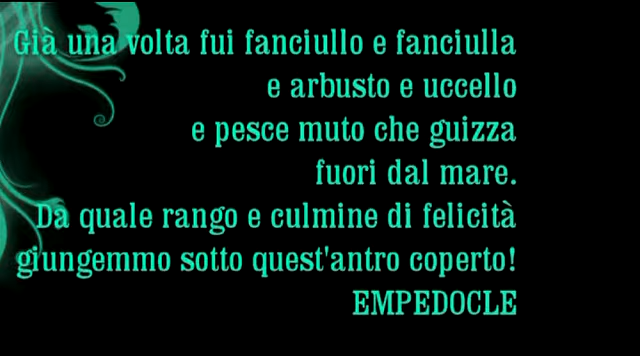 Già una volta fui fanciullo e fanciulla
e arbusto e uccello
e pesce muto che guizza
fuori dal mare.
Da quale rango e culmine di felicità
giungemmo sotto quest'antro coperto!
EMPEDOCLE